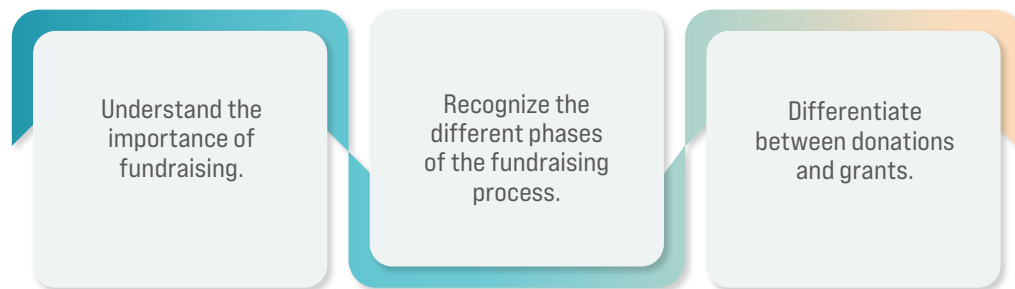 Understand the
importance of
fundraising.
Recognize the
different phases
of the fundraising
process.
Differentiate
between donations
and grants.